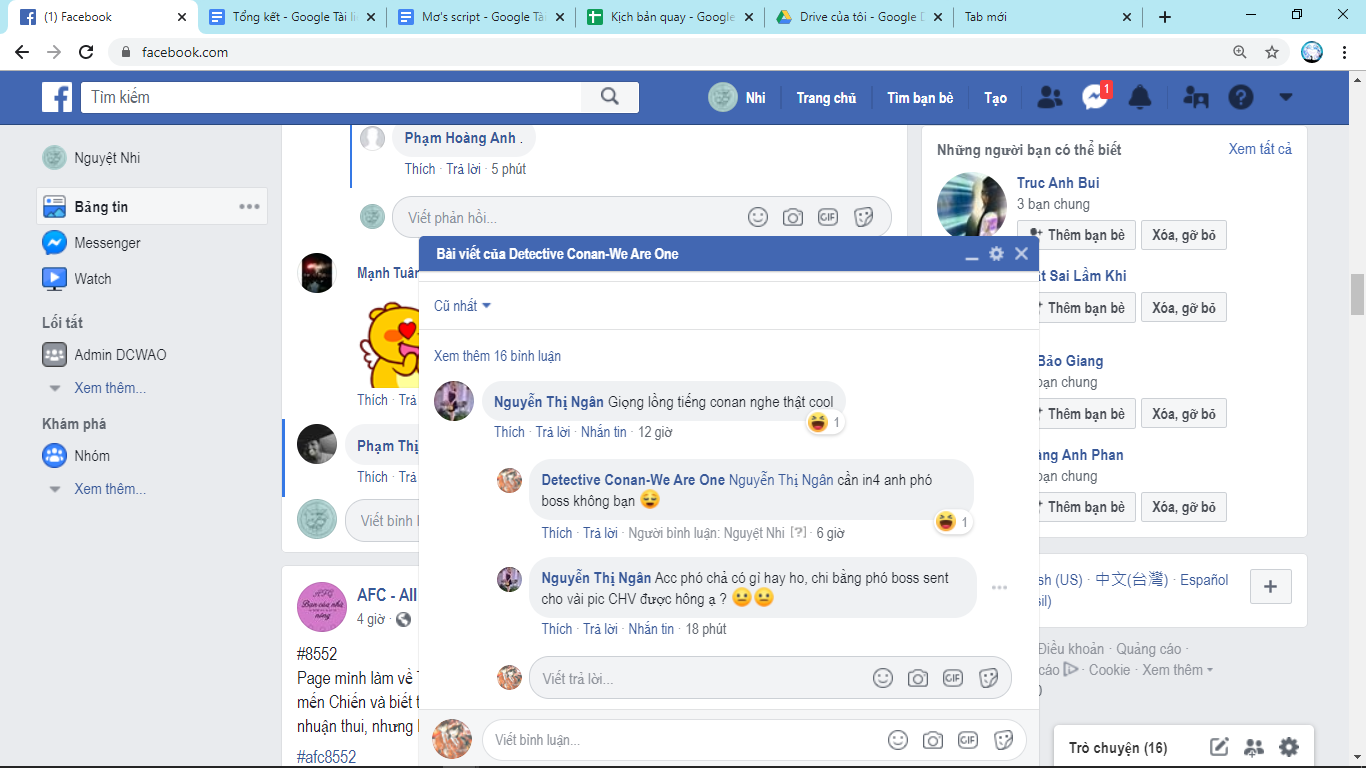 (1) Facebook
Tổng kết - Google Tài li
Mơ's script - Google Tà
Kịch bản quay - Google
Drive của tôi - Google D
Tab mới
facebook.com
Tìm kiếm
Nhi
Trang chủ
Tìm bạn bè
Tạo
1
Nguyệt Nhi
Bảng tin
Messenger
Watch
Lối tắt
Admin DCWAO
Xem thêm...
Khám phá
Nhóm
Xem thêm...
Phạm Hoàng Anh .
Thích · Trả lời · 5 phút
Viết phản hồi...
GIF
Mạnh Tuân
Thích · Trả
Phạm Thị
Thích · Trả
Viết bình l
AFC - All
4 giờ ·
#8552
Page mình làm về T
mến Chiến và biết t
nhuận thui, nhưng
#afc8552
Bài viết của Detective Conan-We Are One
Cũ nhất
Xem thêm 16 bình luận
Nguyễn Thị Ngân Giọng lồng tiếng conan nghe thật cool
1
Thích · Trả lời · Nhắn tin · 12 giờ
Detective Conan-We Are One Nguyễn Thị Ngân cần in4 anh phó
boss không bạn 😌
1
Thích · Trả lời · Người bình luận: Nguyệt Nhi [?] · 6 giờ
Nguyễn Thị Ngân Acc phó chả có gì hay ho, chi bằng phó boss sent
cho vài pic CHV được hông ạ ? 😐😐
Thích · Trả lời · Nhắn tin · 18 phút
Viết trả lời...
GIF
Viết bình luận...
GIF
Những người bạn có thể biết
Xem tất cả
Truc Anh Bui
3 bạn chung
Thêm bạn bè
Xóa, gỡ bỏ
t Sai Lầm Khi
Thêm bạn bè
Xóa, gỡ bỏ
Bảo Giang
bạn chung
Thêm bạn bè
Xóa, gỡ bỏ
ang Anh Phan
bạn chung
Thêm bạn bè
Xóa, gỡ bỏ
sh (US) · 中文(台灣) · Español
sil)
Điều khoản · Quảng cáo ·
cáo · Cookie · Xem thêm
Trò chuyện (16)